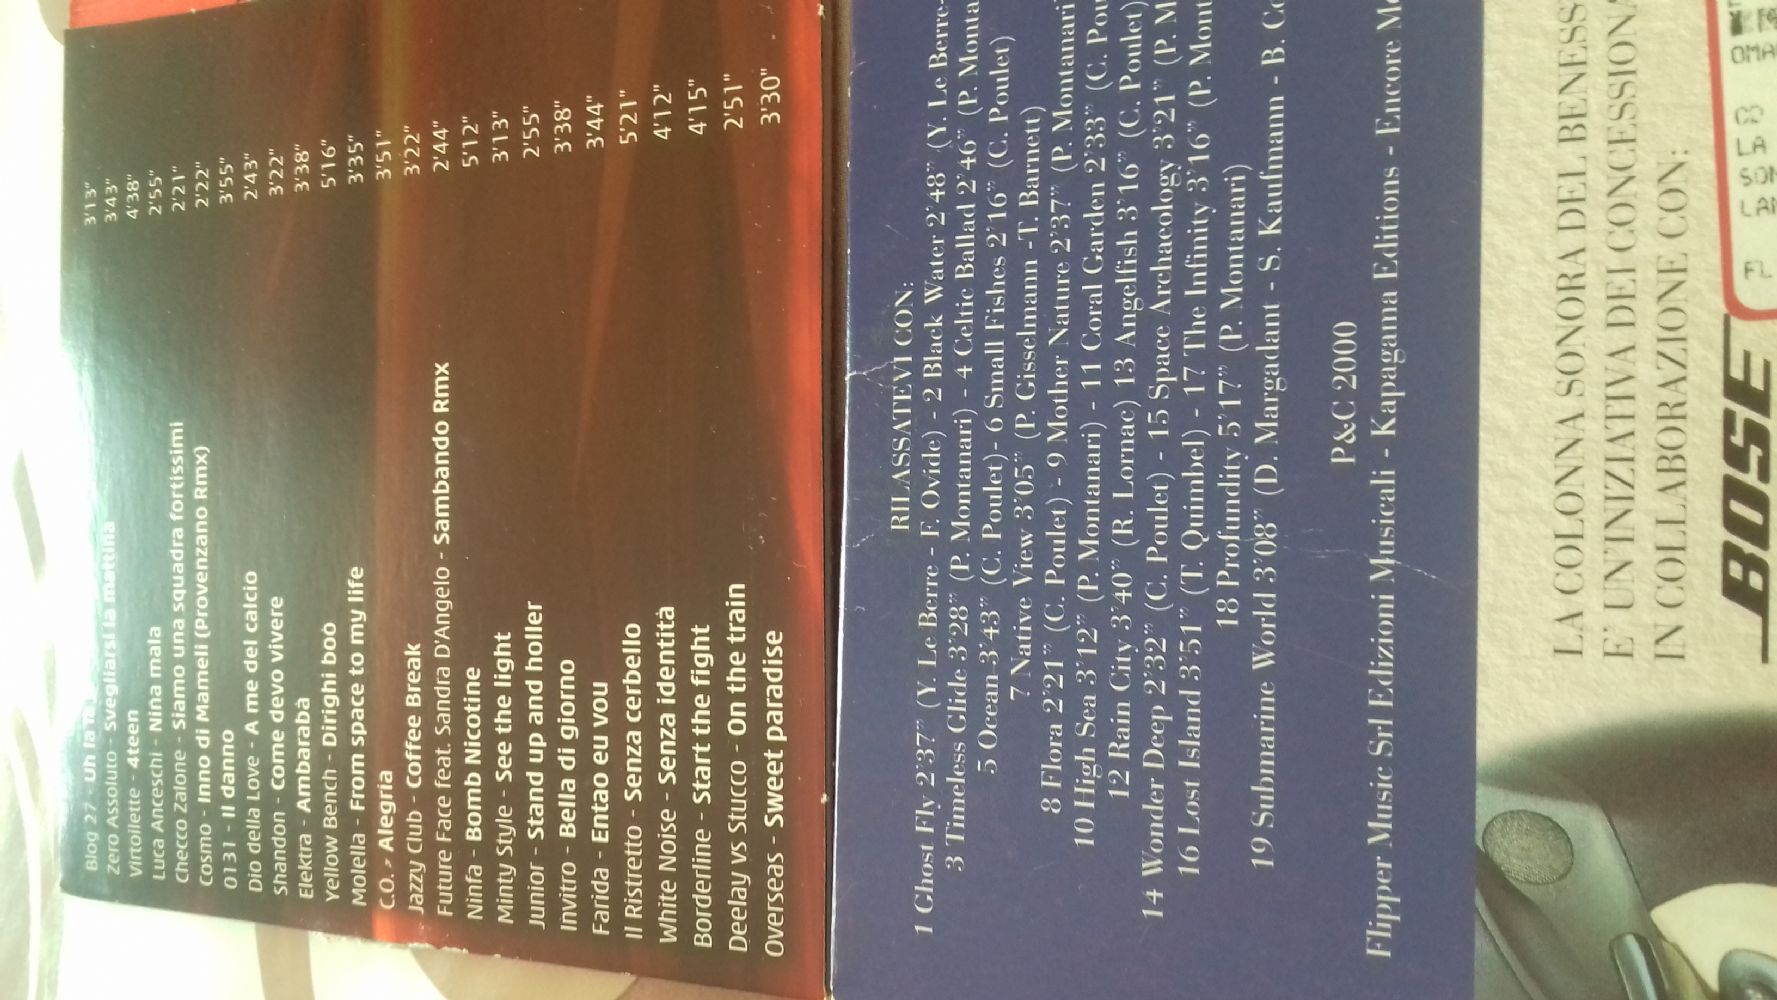 Blog 27 - Uh la la 3'13"
Zero Assoluto - Svegliarsi la mattina 3'43"
Virtoilette - 4teen 4'38"
Luca Anceschi - Niña mala 2'55"
Checco Zalone - Siamo una squadra fortissimi 2'21"
Cosmo - Inno di Mameli (Provenzano Rmx) 2'22"
0131 - Il danno 3'55"
Dio della Love - A me del calcio 2'43"
Shandon - Come devo vivere 3'22"
Elektra - Ambarabà 3'38"
Yellow Bench - Dirighi boò 5'16"
Molella - From space to my life 3'35"
C.O. - Alegria 3'51"
Jazzy Club - Coffee Break 3'22"
Future Face feat. Sandra D'Angelo - Sambando Rmx 2'44"
Ninfa - Bomb Nicotine 5'12"
Minty Style - See the light 3'13"
Junior - Stand up and holler 2'55"
Invitro - Bella di giorno 3'38"
Farida - Entao eu vou 3'44"
Il Ristretto - Senza cerbello 5'21"
White Noise - Senza identità 4'12"
Borderline - Start the fight 4'15"
Deelay vs Stucco - On the train 2'51"
Overseas - Sweet paradise 3'30"
RILASSATEVI CON:
1 Ghost Fly 2'37" (Y. Le Berre - F. Ovide) - 2 Black Water 2'48" (Y. Le Berre-
3 Timeless Glide 3'28" (P. Montanari) - 4 Celtic Ballad 2'46" (P. Monta
5 Ocean 3'43" (C. Poulet) - 6 Small Fishes 2'16" (C. Poulet)
7 Native View 3'05" (P. Gisselmann -T. Barnett)
8 Flora 2'21" (C. Poulet) - 9 Mother Nature 2'37" (P. Montanari
10 High Sea 3'12" (P. Montanari) - 11 Coral Garden 2'33" (C. Pou
12 Rain City 3'40" (R. Lornac) 13 Angelfish 3'16" (C. Poulet)
14 Wonder Deep 2'32" (C. Poulet) - 15 Space Archaeology 3'21" (P. M
16 Lost Island 3'51" (T. Quimbel) - 17 The Infinity 3'16" (P. Mont
18 Profundity 5'17" (P. Montanari)
19 Submarine World 3'08" (D. Margadant - S. Kaufmann - B. Co
P&C 2000
Flipper Music Srl Edizioni Musicali - Kapagama Editions - Encore Me
LA COLONNA SONORA DEL BENESS
E' UN'INIZIATIVA DEI CONCESSIONA
IN COLLABORAZIONE CON:
BOSE
OMA
CD
LA
SON
LAN
FL